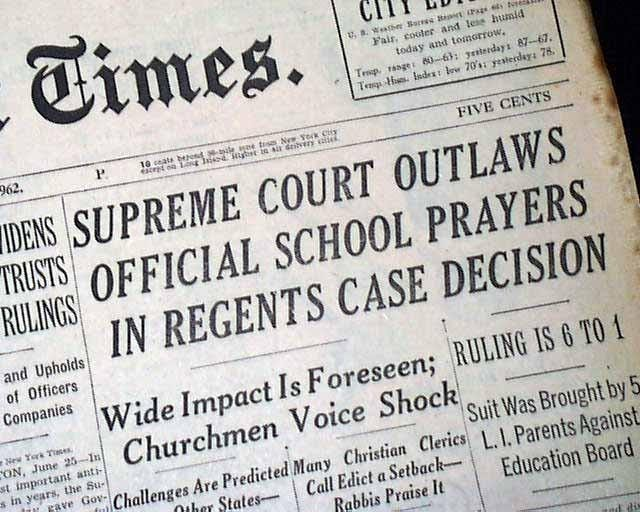 Times.
CITY EDITION
U. S. Weather Bureau Report (Page 66) forecasts:
Fair, cooler and less humid
today and tomorrow.
Temp. range: 80—65; yesterday: 87—67.
Temp.-Hum. Index: low 70's; yesterday: 78.
962.
P.
10 cents beyond 50-mile zone from New York City
except on Long Island. Higher in air delivery cities.
FIVE CENTS
IDENS
TRUSTS
RULINGS
and Upholds
of Officers
Companies
New York Times.
TON, June 25—In
st important anti-
s in years, the Su-
gave Gov-
SUPREME COURT OUTLAWS
OFFICIAL SCHOOL PRAYERS
IN REGENTS CASE DECISION
Wide Impact Is Foreseen;
Churchmen Voice Shock
Challenges Are Predicted
Other States—
Many Christian Clerics
Call Edict a Setback—
Rabbis Praise It
RULING IS 6 TO 1
Suit Was Brought by 5
L.I. Parents Against
Education Board